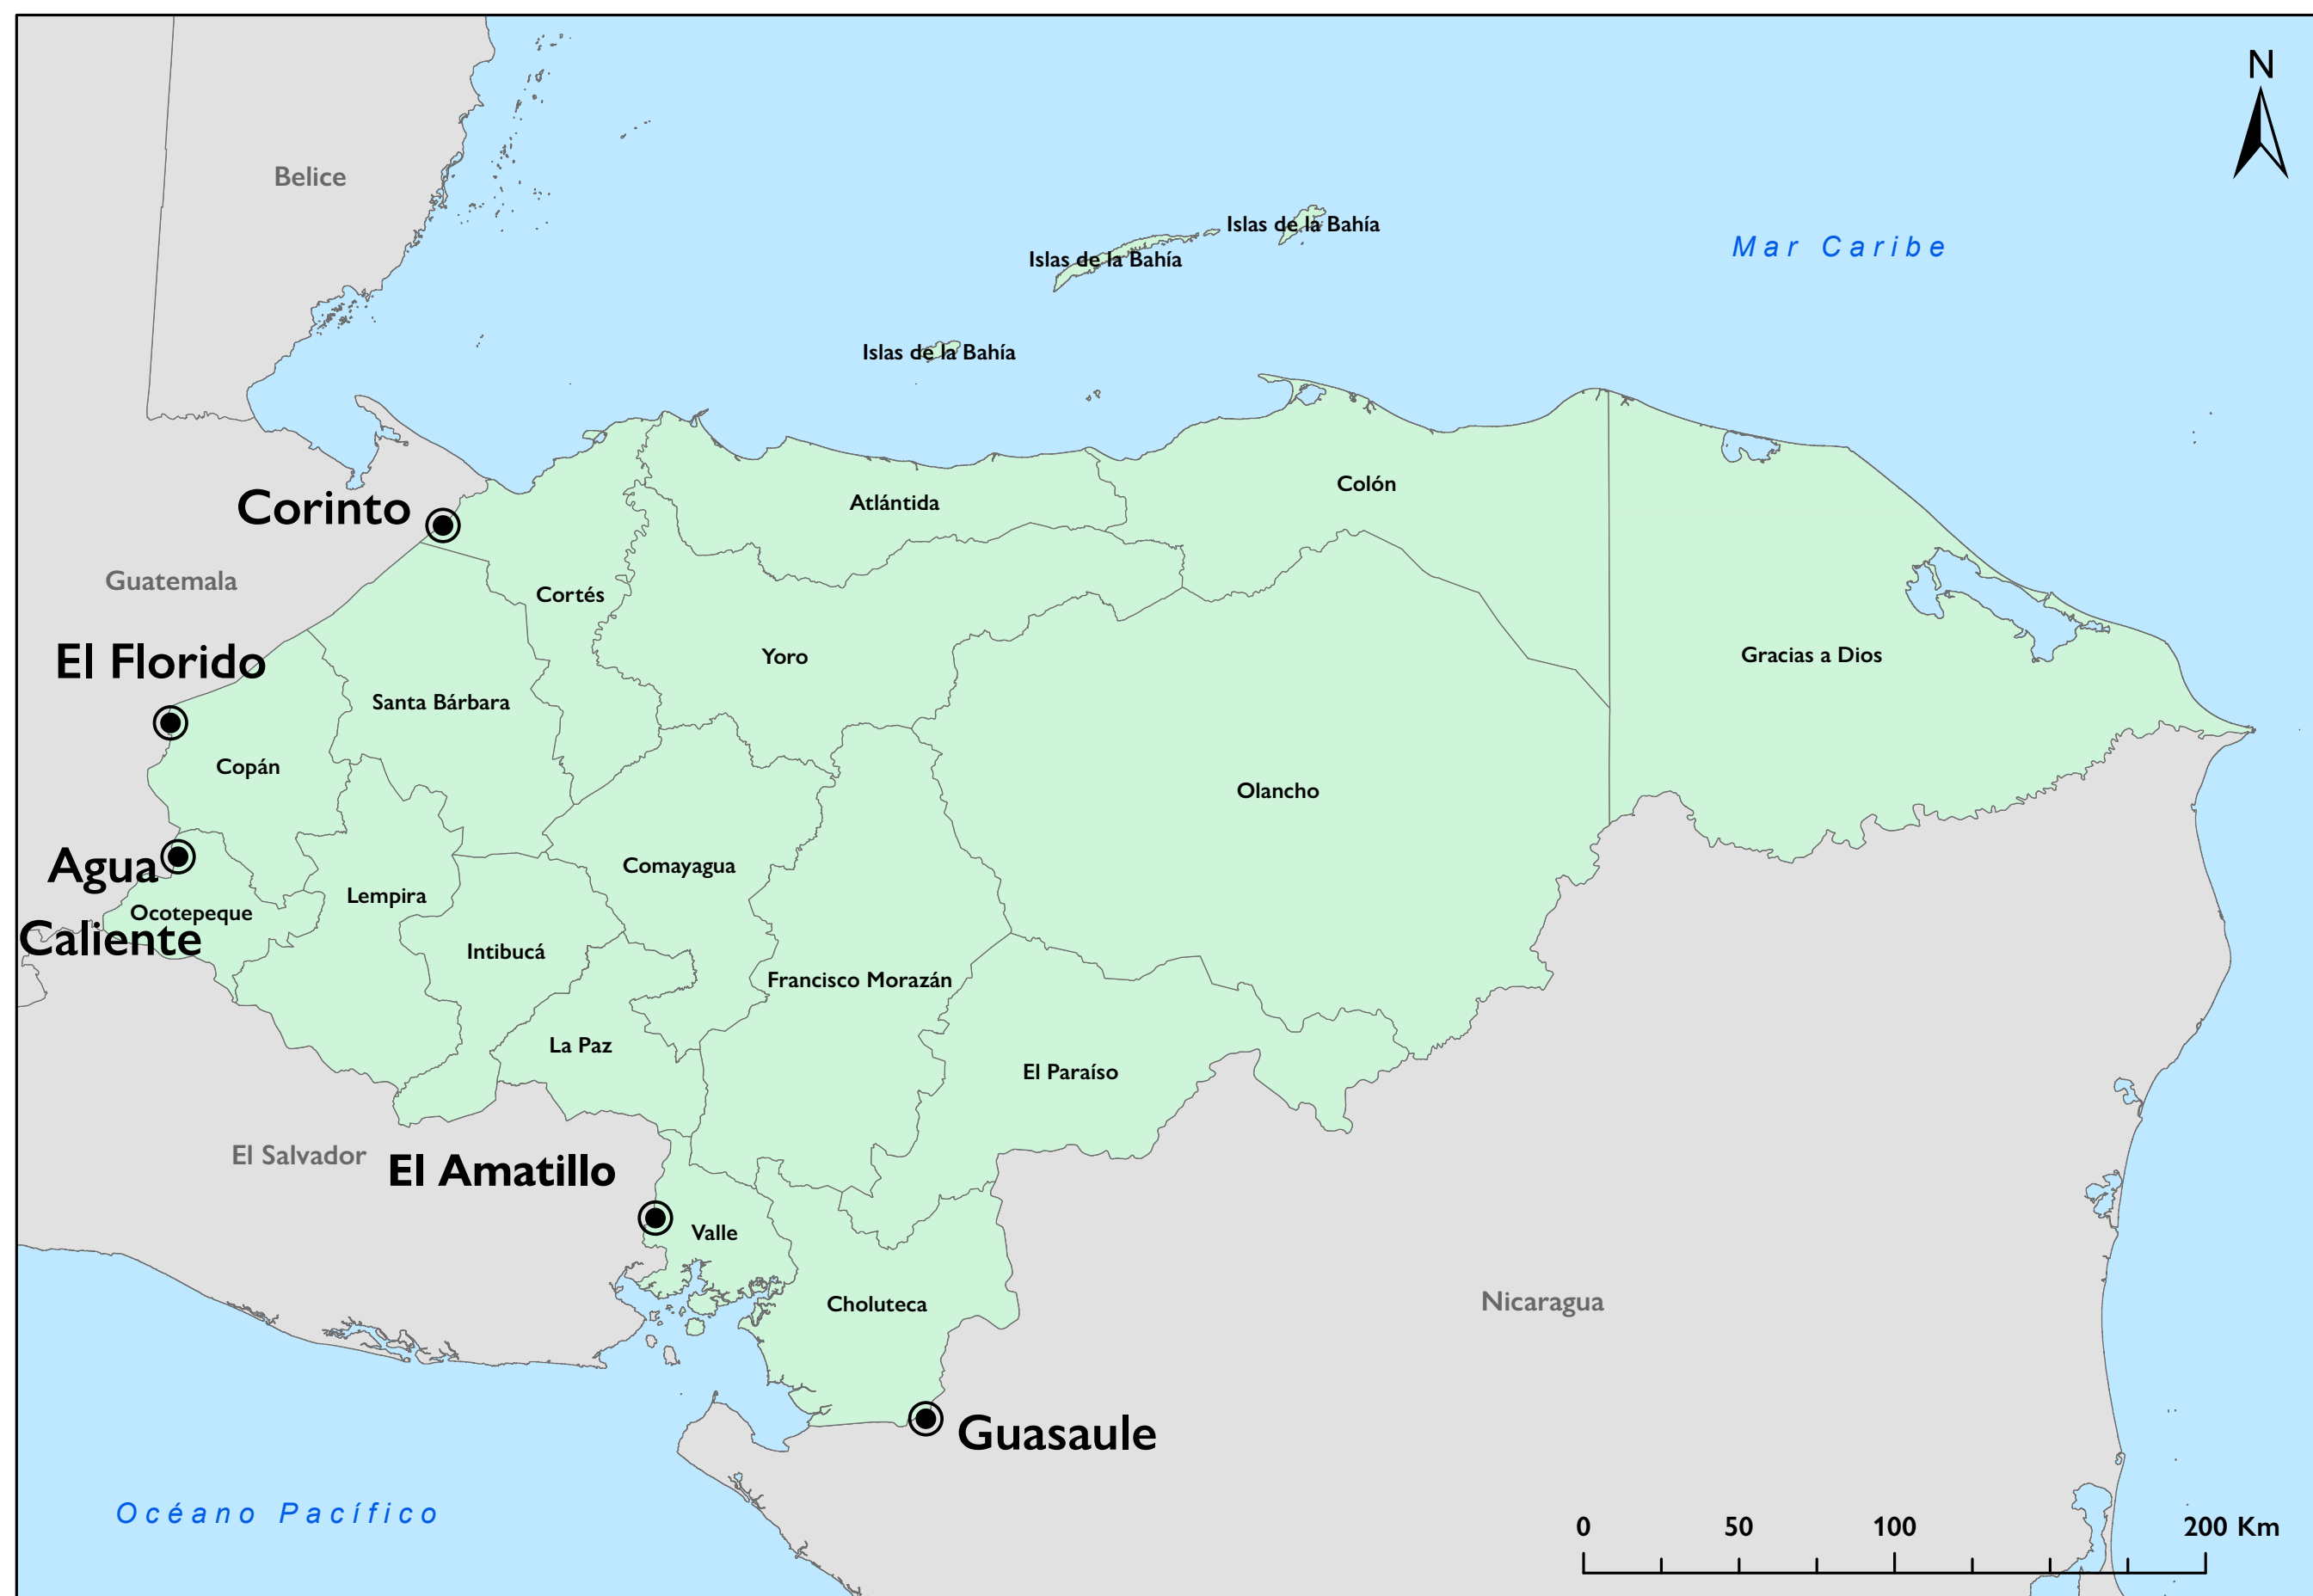 N
Belice
Islas de la Bahía
Islas de la Bahía
Mar Caribe
Islas de la Bahía
Corinto
Atlántida
Colón
Guatemala
Cortés
El Florido
Yoro
Gracias a Dios
Santa Bárbara
Copán
Olancho
Agua
Caliente
Comayagua
Lempira
Ocotepeque
Intibucá
Francisco Morazán
La Paz
El Paraíso
El Salvador
El Amatillo
Valle
Nicaragua
Choluteca
Guasaule
Océano Pacífico
0 50 100 200 Km